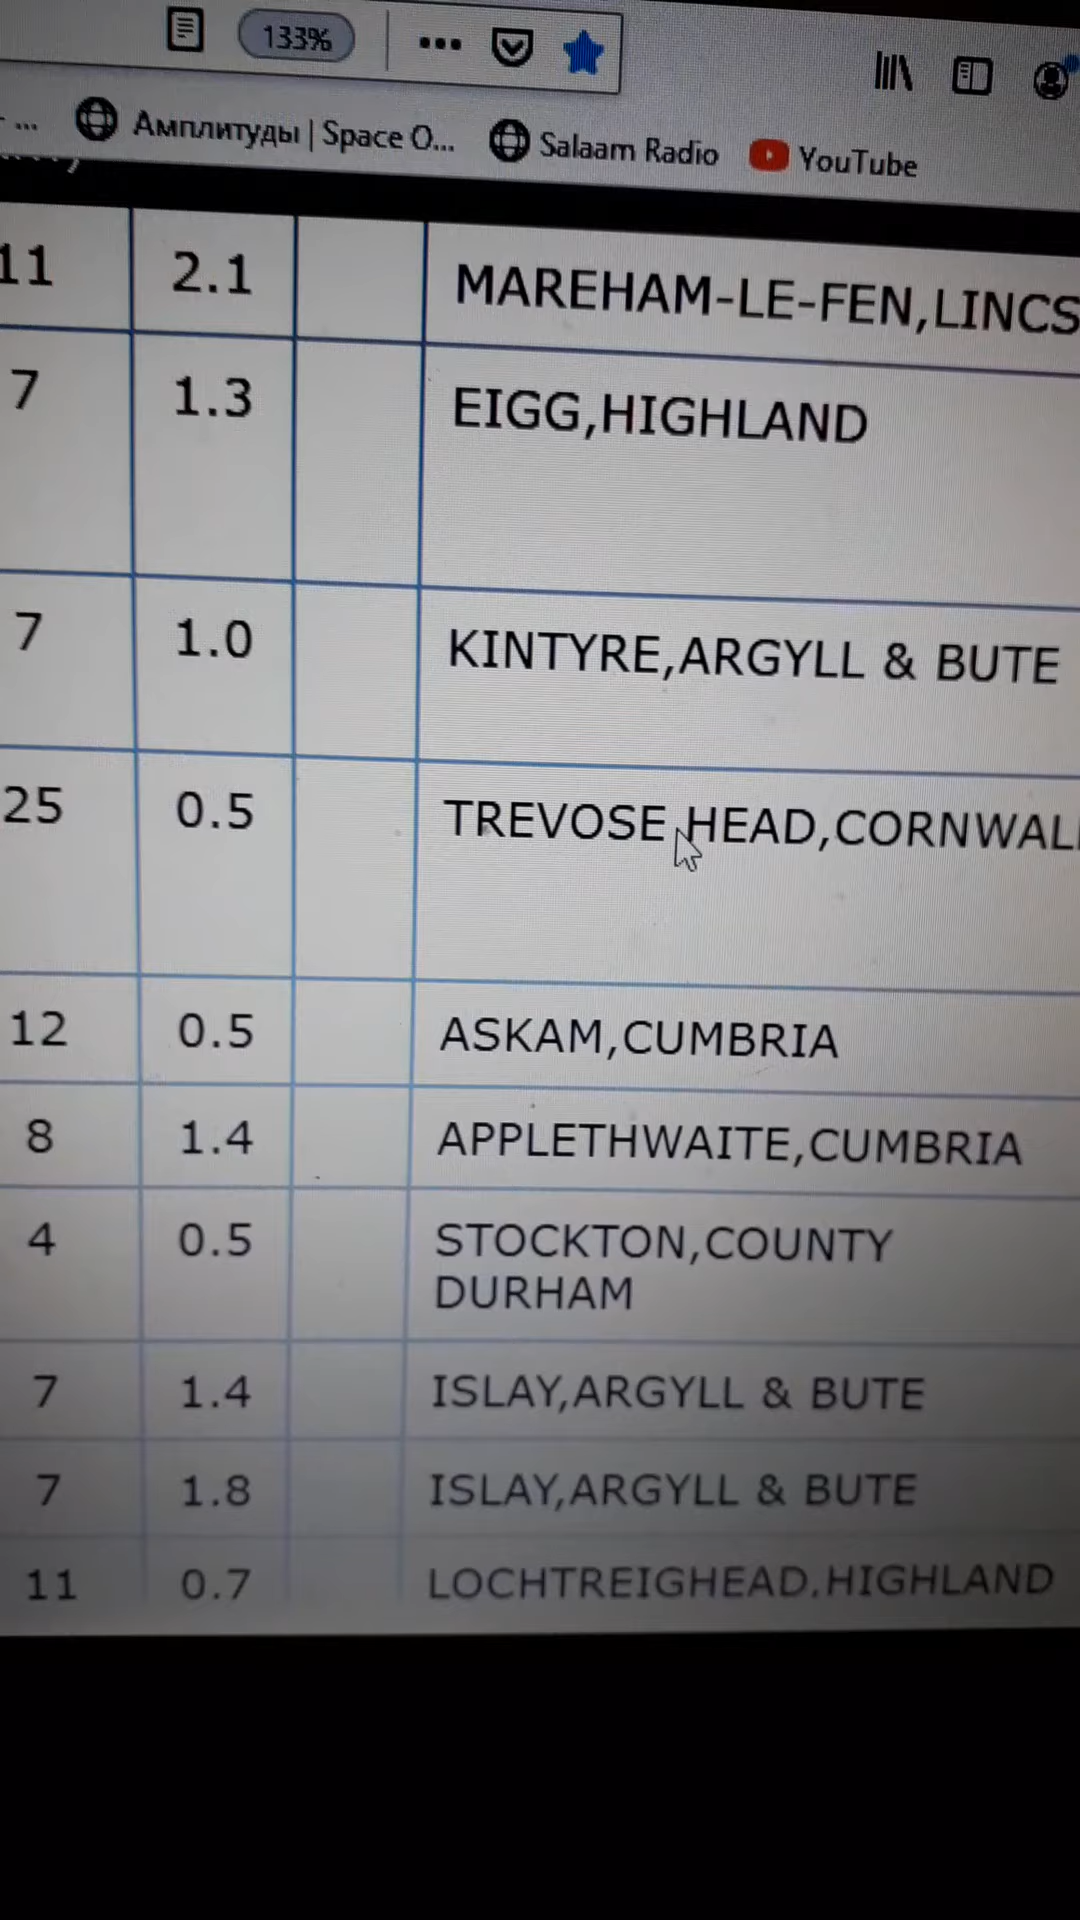 133%
Амплитуды | Space O...
Salaam Radio
YouTube
11 2.1 MAREHAM-LE-FEN,LINCS
7 1.3 EIGG,HIGHLAND
7 1.0 KINTYRE,ARGYLL & BUTE
25 0.5 TREVOSE HEAD,CORNWALL
12 0.5 ASKAM,CUMBRIA
8 1.4 APPLETHWAITE,CUMBRIA
4 0.5 STOCKTON,COUNTY
DURHAM
7 1.4 ISLAY,ARGYLL & BUTE
7 1.8 ISLAY,ARGYLL & BUTE
11 0.7 LOCHTREIGHEAD,HIGHLAND